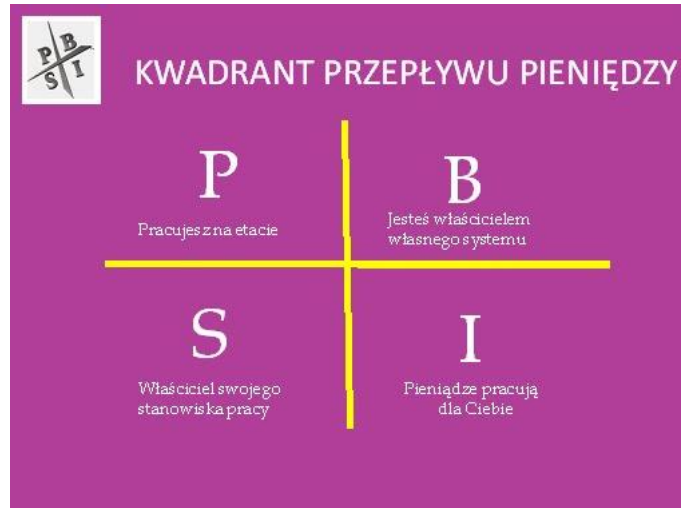 P B
S I
KWADRANT PRZEPŁYWU PIENIĘDZY
P
Pracujesz na etacie
B
Jesteś właścicielem
własnego systemu
S
Właściciel swojego
stanowiska pracy
I
Pieniądze pracują
dla Ciebie